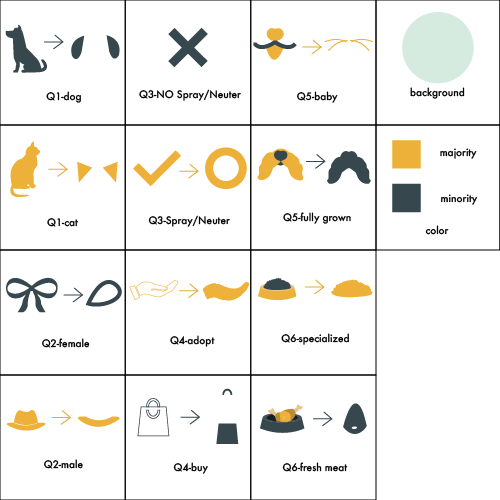 Q1-dog
Q3-NO Spray/Neuter
Q5-baby
background
Q1-cat
Q3-Spray/Neuter
Q5-fully grown
majority
minority
color
Q2-female
Q4-adopt
Q6-specialized
Q2-male
Q4-buy
Q6-fresh meat